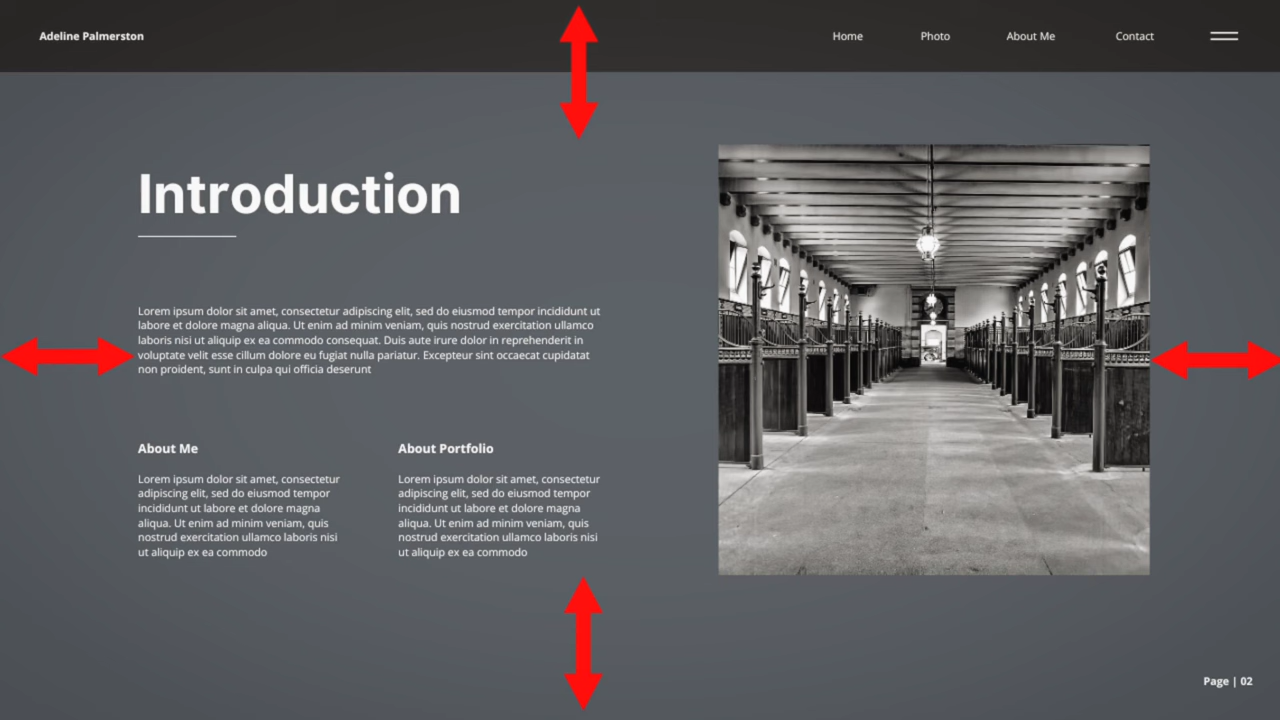 Adeline Palmerston
Home
Photo
About Me
Contact
Introduction
Lorem ipsum dolor sit amet, consectetur adipiscing elit, sed do eiusmod tempor incididunt ut
labore et dolore magna aliqua. Ut enim ad minim veniam, quis nostrud exercitation ullamco
laboris nisi ut aliquip ex ea commodo consequat. Duis aute irure dolor in reprehenderit in
voluptate velit esse cillum dolore eu fugiat nulla pariatur. Excepteur sint occaecat cupidatat
non proident, sunt in culpa qui officia deserunt
About Me
Lorem ipsum dolor sit amet, consectetur
adipiscing elit, sed do eiusmod tempor
incididunt ut labore et dolore magna
aliqua. Ut enim ad minim veniam, quis
nostrud exercitation ullamco laboris nisi
ut aliquip ex ea commodo
About Portfolio
Lorem ipsum dolor sit amet, consectetur
adipiscing elit, sed do eiusmod tempor
incididunt ut labore et dolore magna
aliqua. Ut enim ad minim veniam, quis
nostrud exercitation ullamco laboris nisi
ut aliquip ex ea commodo
Page | 02